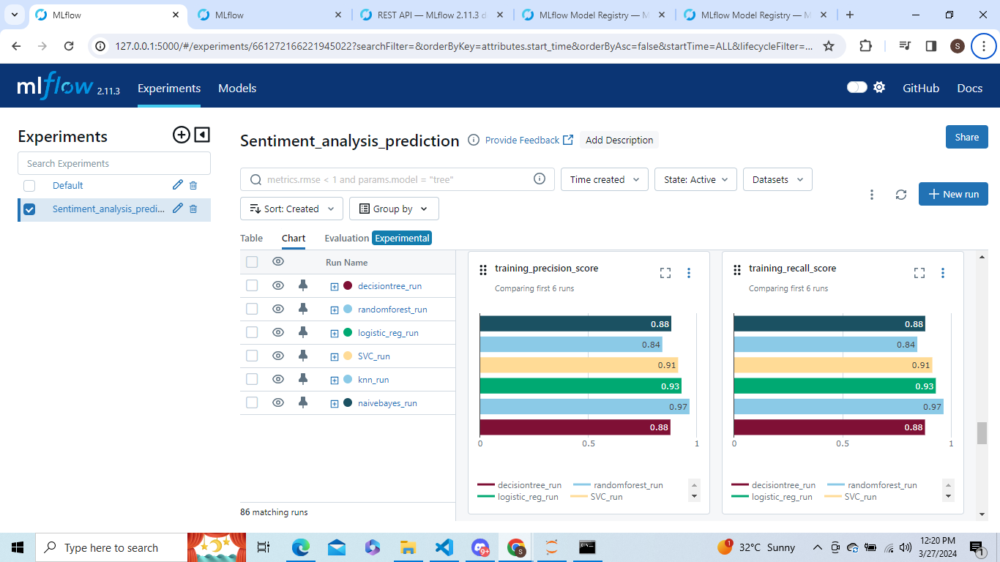 MLflow
MLflow
REST API — MLflow 2.11.3 d
MLflow Model Registry — M
MLflow Model Registry — M
127.0.0.1:5000/#/experiments/661272166221945022?searchFilter=&orderByKey=attributes.start_time&orderByAsc=false&startTime=ALL&lifecycleFilter=...
S
mlflow 2.11.3 Experiments Models GitHub Docs
Experiments
Search Experiments
Default
Sentiment_analysis_predi...
Sentiment_analysis_prediction Provide Feedback Add Description Share
metrics.rmse < 1 and params.model = "tree" Time created State: Active Datasets
New run
Sort: Created Group by
Table Chart Evaluation Experimental
Run Name
decisiontree_run
randomforest_run
logistic_reg_run
SVC_run
knn_run
naivebayes_run
86 matching runs
training_precision_score
Comparing first 6 runs
0.88
0.84
0.91
0.93
0.97
0.88
0 0.5 1
decisiontree_run randomforest_run
logistic_reg_run SVC_run
training_recall_score
Comparing first 6 runs
0.88
0.84
0.91
0.93
0.97
0.88
0 0.5 1
decisiontree_run randomforest_run
logistic_reg_run SVC_run
Type here to search
9+
S
1
32°C Sunny
12:20 PM
3/27/2024
1